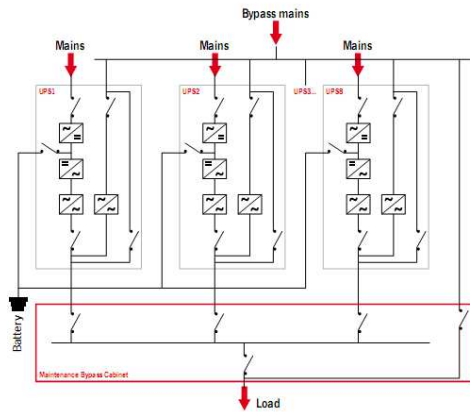 Bypass mains
Mains
Mains
Mains
UPS1
UPS2
UPS3...
UPS8
Battery
Maintenance Bypass Cabinet
Load